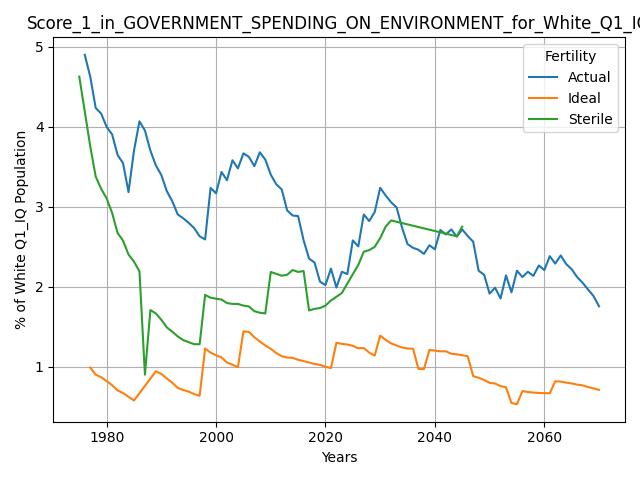 Score_1_in_GOVERNMENT_SPENDING_ON_ENVIRONMENT_for_White_Q1_IQ
5
4
3
2
1
% of White Q1_IQ Population
Fertility
Actual
Ideal
Sterile
1980
2000
2020
2040
2060
Years